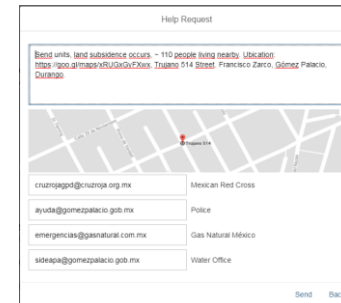 Help Request
Send units, land subsidence occurs, ~ 110 people living nearby. Ubication:
https://goo.gl/maps/xRUGxGyFXwx. Trujano 514 Street. Francisco Zarco, Gómez Palacio,
Durango.
Trujano 514
cruzrojagpd@cruzroja.org.mx Mexican Red Cross
ayuda@gomezpalacio.gob.mx Police
emergencias@gasnatural.com.mx Gas Natural México
sideapa@gomezpalacio.gob.mx Water Office
Send Bac